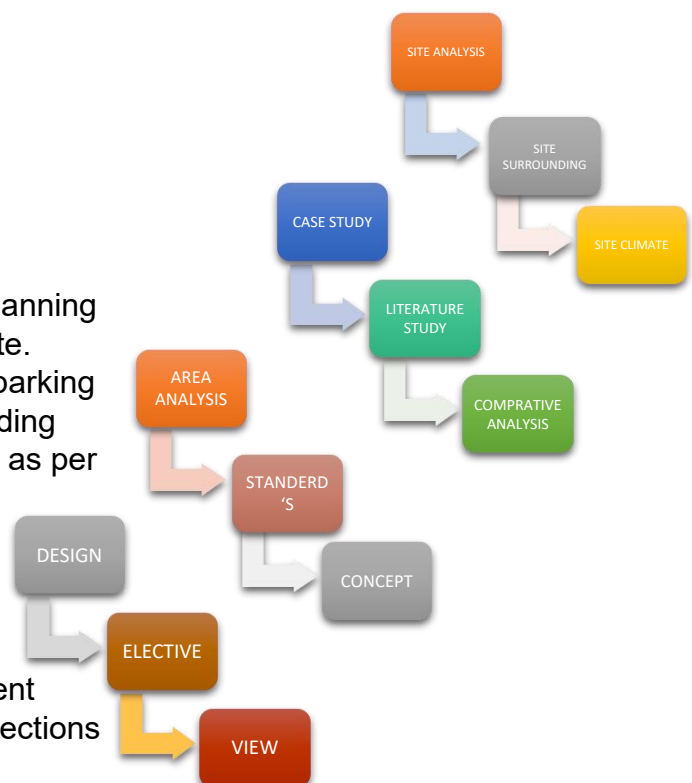 SITE ANALYSIS
SITE
SURROUNDING
SITE CLIMATE
CASE STUDY
LITERATURE
STUDY
COMPRATIVE
ANALYSIS
anning
te.
parking
ding
as per
AREA
ANALYSIS
STANDERD
'S
CONCEPT
DESIGN
ELECTIVE
VIEW
ent
ections